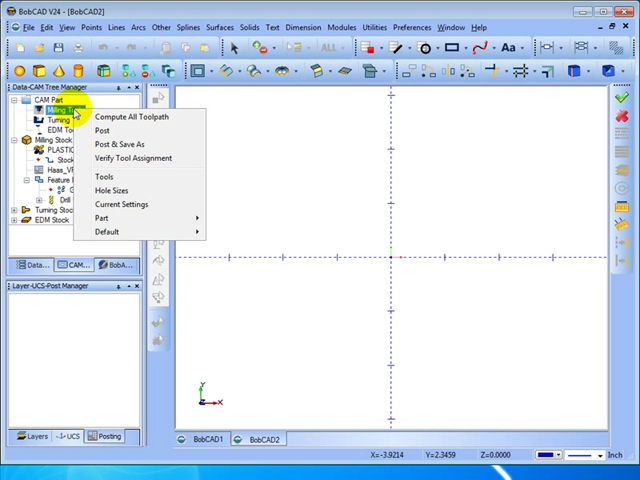 BobCAD V24 - [BobCAD2]
File Edit View Points Lines Arcs Other Splines Surfaces Solids Text Dimension Modules Utilities Preferences Window Help
ALL
Aa
Data-CAM Tree Manager
CAM Part
Milling
Turning
EDM
Milling Stock
PLASTIC
Stock
Haas_VF
Feature
Drill
Turning Stock
EDM Stock
Compute All Toolpath
Post
Post & Save As
Verify Tool Assignment
Tools
Hole Sizes
Current Settings
Part
Default
Data...
CAM...
BobA...
Layer-UCS-Post Manager
Y
X
Z
Layers
UCS
Posting
BobCAD1
BobCAD2
X=-3.9214 Y=2.3459 Z=0.0000
Inch